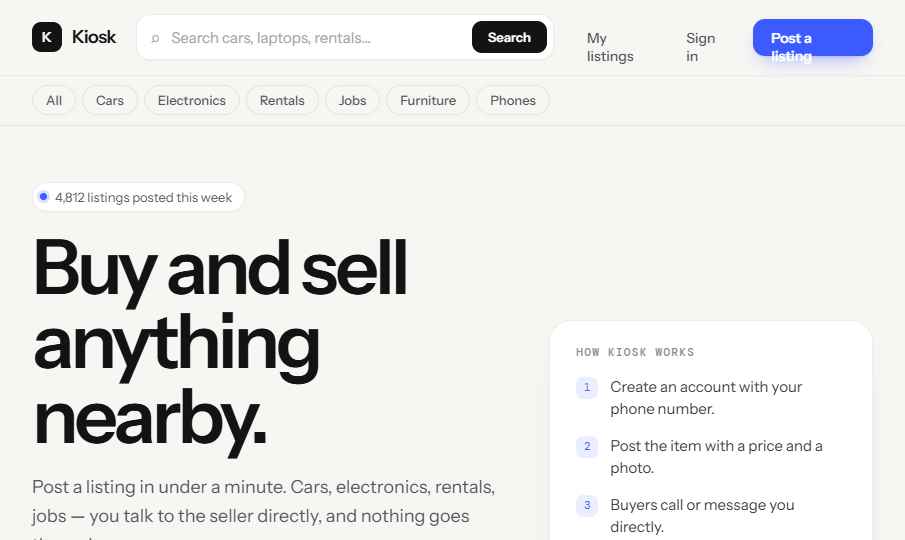 K Kiosk
Search cars, laptops, rentals...
Search
My listings
Sign in
Post a listing
All
Cars
Electronics
Rentals
Jobs
Furniture
Phones
4,812 listings posted this week
Buy and sell
anything
nearby.
Post a listing in under a minute. Cars, electronics, rentals,
jobs — you talk to the seller directly, and nothing goes
HOW KIOSK WORKS
1 Create an account with your
phone number.
2 Post the item with a price and a
photo.
3 Buyers call or message you
directly.